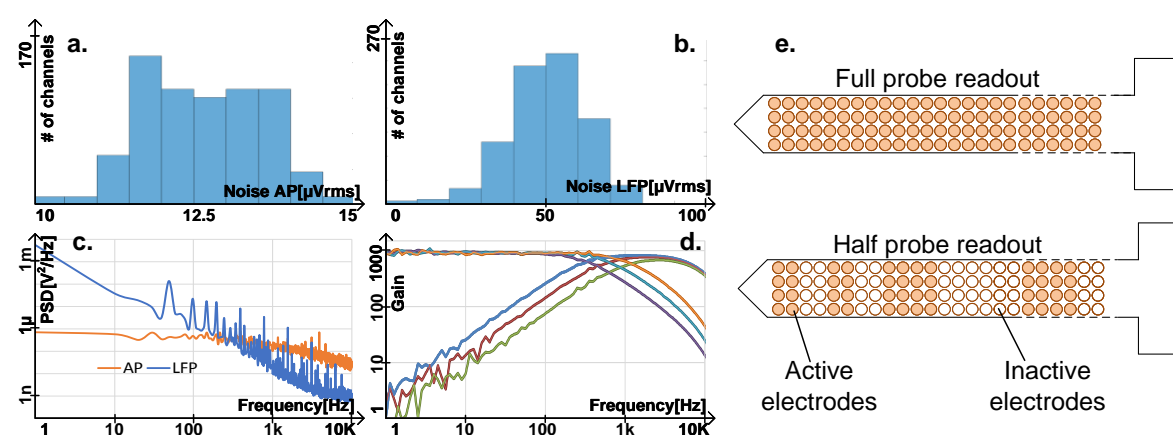 a.
170
# of channels
Noise AP[µVrms]
10 12.5 15
b.
270
# of channels
Noise LFP[µVrms]
0 50 100
c.
PSD[V²/Hz]
1m
1µ
1n
AP LFP
Frequency[Hz]
1 10 100 1k 10K
d.
Gain
1000
100
10
1
Frequency[Hz]
1 10 100 1k 10K
e.
Full probe readout
Half probe readout
Active
electrodes
Inactive
electrodes